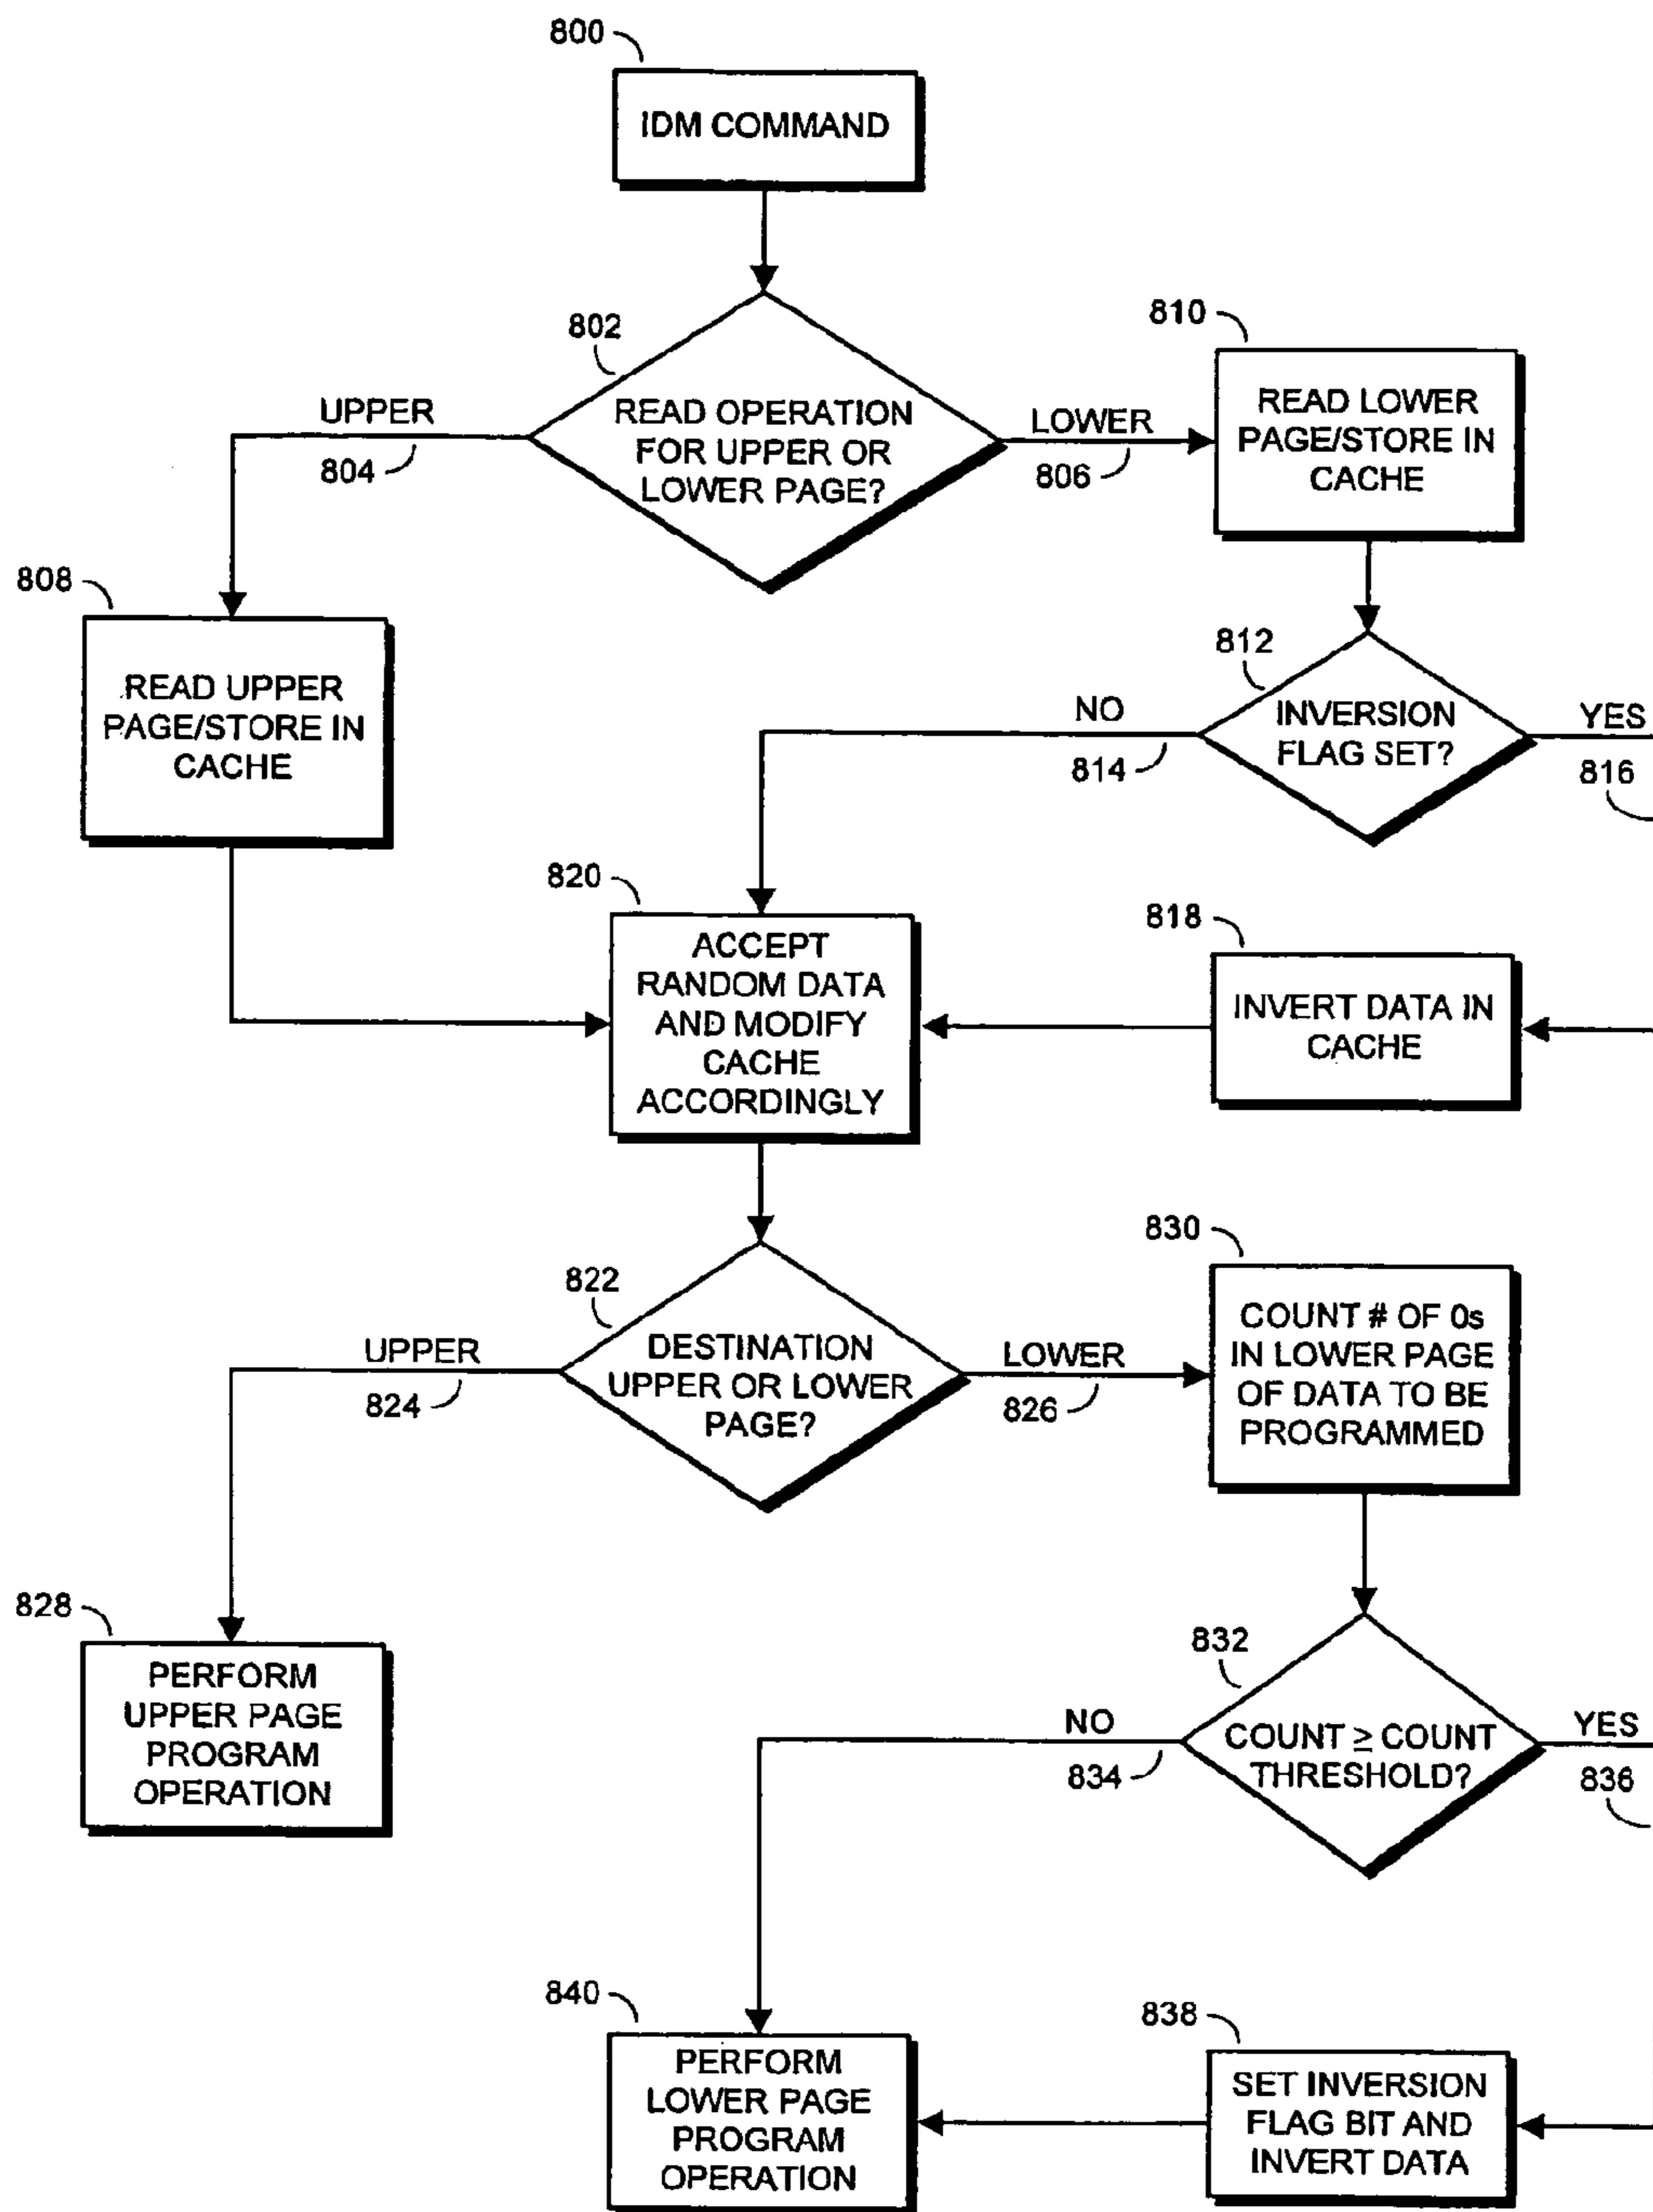 800
IDM COMMAND
802
READ OPERATION
FOR UPPER OR
LOWER PAGE?
UPPER
804
LOWER
806
810
READ LOWER
PAGE/STORE IN
CACHE
808
READ UPPER
PAGE/STORE IN
CACHE
812
INVERSION
FLAG SET?
NO
814
YES
816
820
ACCEPT
RANDOM DATA
AND MODIFY
CACHE
ACCORDINGLY
818
INVERT DATA IN
CACHE
822
DESTINATION
UPPER OR LOWER
PAGE?
UPPER
824
LOWER
826
830
COUNT # OF 0s
IN LOWER PAGE
OF DATA TO BE
PROGRAMMED
828
PERFORM
UPPER PAGE
PROGRAM
OPERATION
832
COUNT ≥ COUNT
THRESHOLD?
NO
834
YES
836
840
PERFORM
LOWER PAGE
PROGRAM
OPERATION
838
SET INVERSION
FLAG BIT AND
INVERT DATA